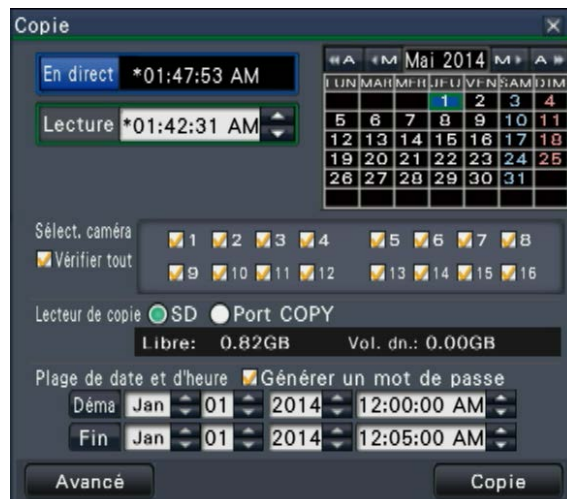 Copie
En direct *01:47:53 AM
Lecture *01:42:31 AM
A M Mai 2014 M A
LUN MAR MER JEU VEN SAM DIM
1 2 3 4
5 6 7 8 9 10 11
12 13 14 15 16 17 18
19 20 21 22 23 24 25
26 27 28 29 30 31
Sélect. caméra
Vérifier tout
1 2 3 4 5 6 7 8
9 10 11 12 13 14 15 16
Lecteur de copie SD Port COPY
Libre: 0.82GB Vol. dn.: 0.00GB
Plage de date et d'heure Générer un mot de passe
Déma Jan 01 2014 12:00:00 AM
Fin Jan 01 2014 12:05:00 AM
Avancé Copie